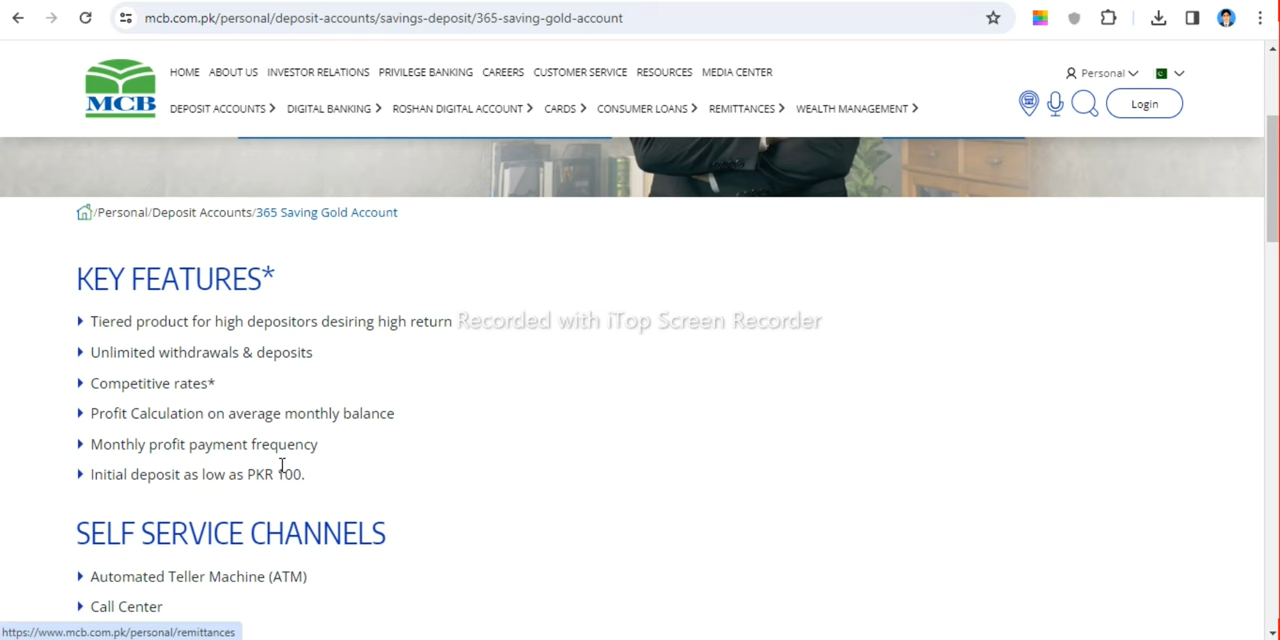 mcb.com.pk/personal/deposit-accounts/savings-deposit/365-saving-gold-account
MCB
HOME ABOUT US INVESTOR RELATIONS PRIVILEGE BANKING CAREERS CUSTOMER SERVICE RESOURCES MEDIA CENTER
Personal
DEPOSIT ACCOUNTS DIGITAL BANKING ROSHAN DIGITAL ACCOUNT CARDS CONSUMER LOANS REMITTANCES WEALTH MANAGEMENT
Login
/Personal/Deposit Accounts/365 Saving Gold Account
KEY FEATURES*
Tiered product for high depositors desiring high return
Recorded with iTop Screen Recorder
Unlimited withdrawals & deposits
Competitive rates*
Profit Calculation on average monthly balance
Monthly profit payment frequency
Initial deposit as low as PKR 100.
SELF SERVICE CHANNELS
Automated Teller Machine (ATM)
Call Center
https://www.mcb.com.pk/personal/remittances